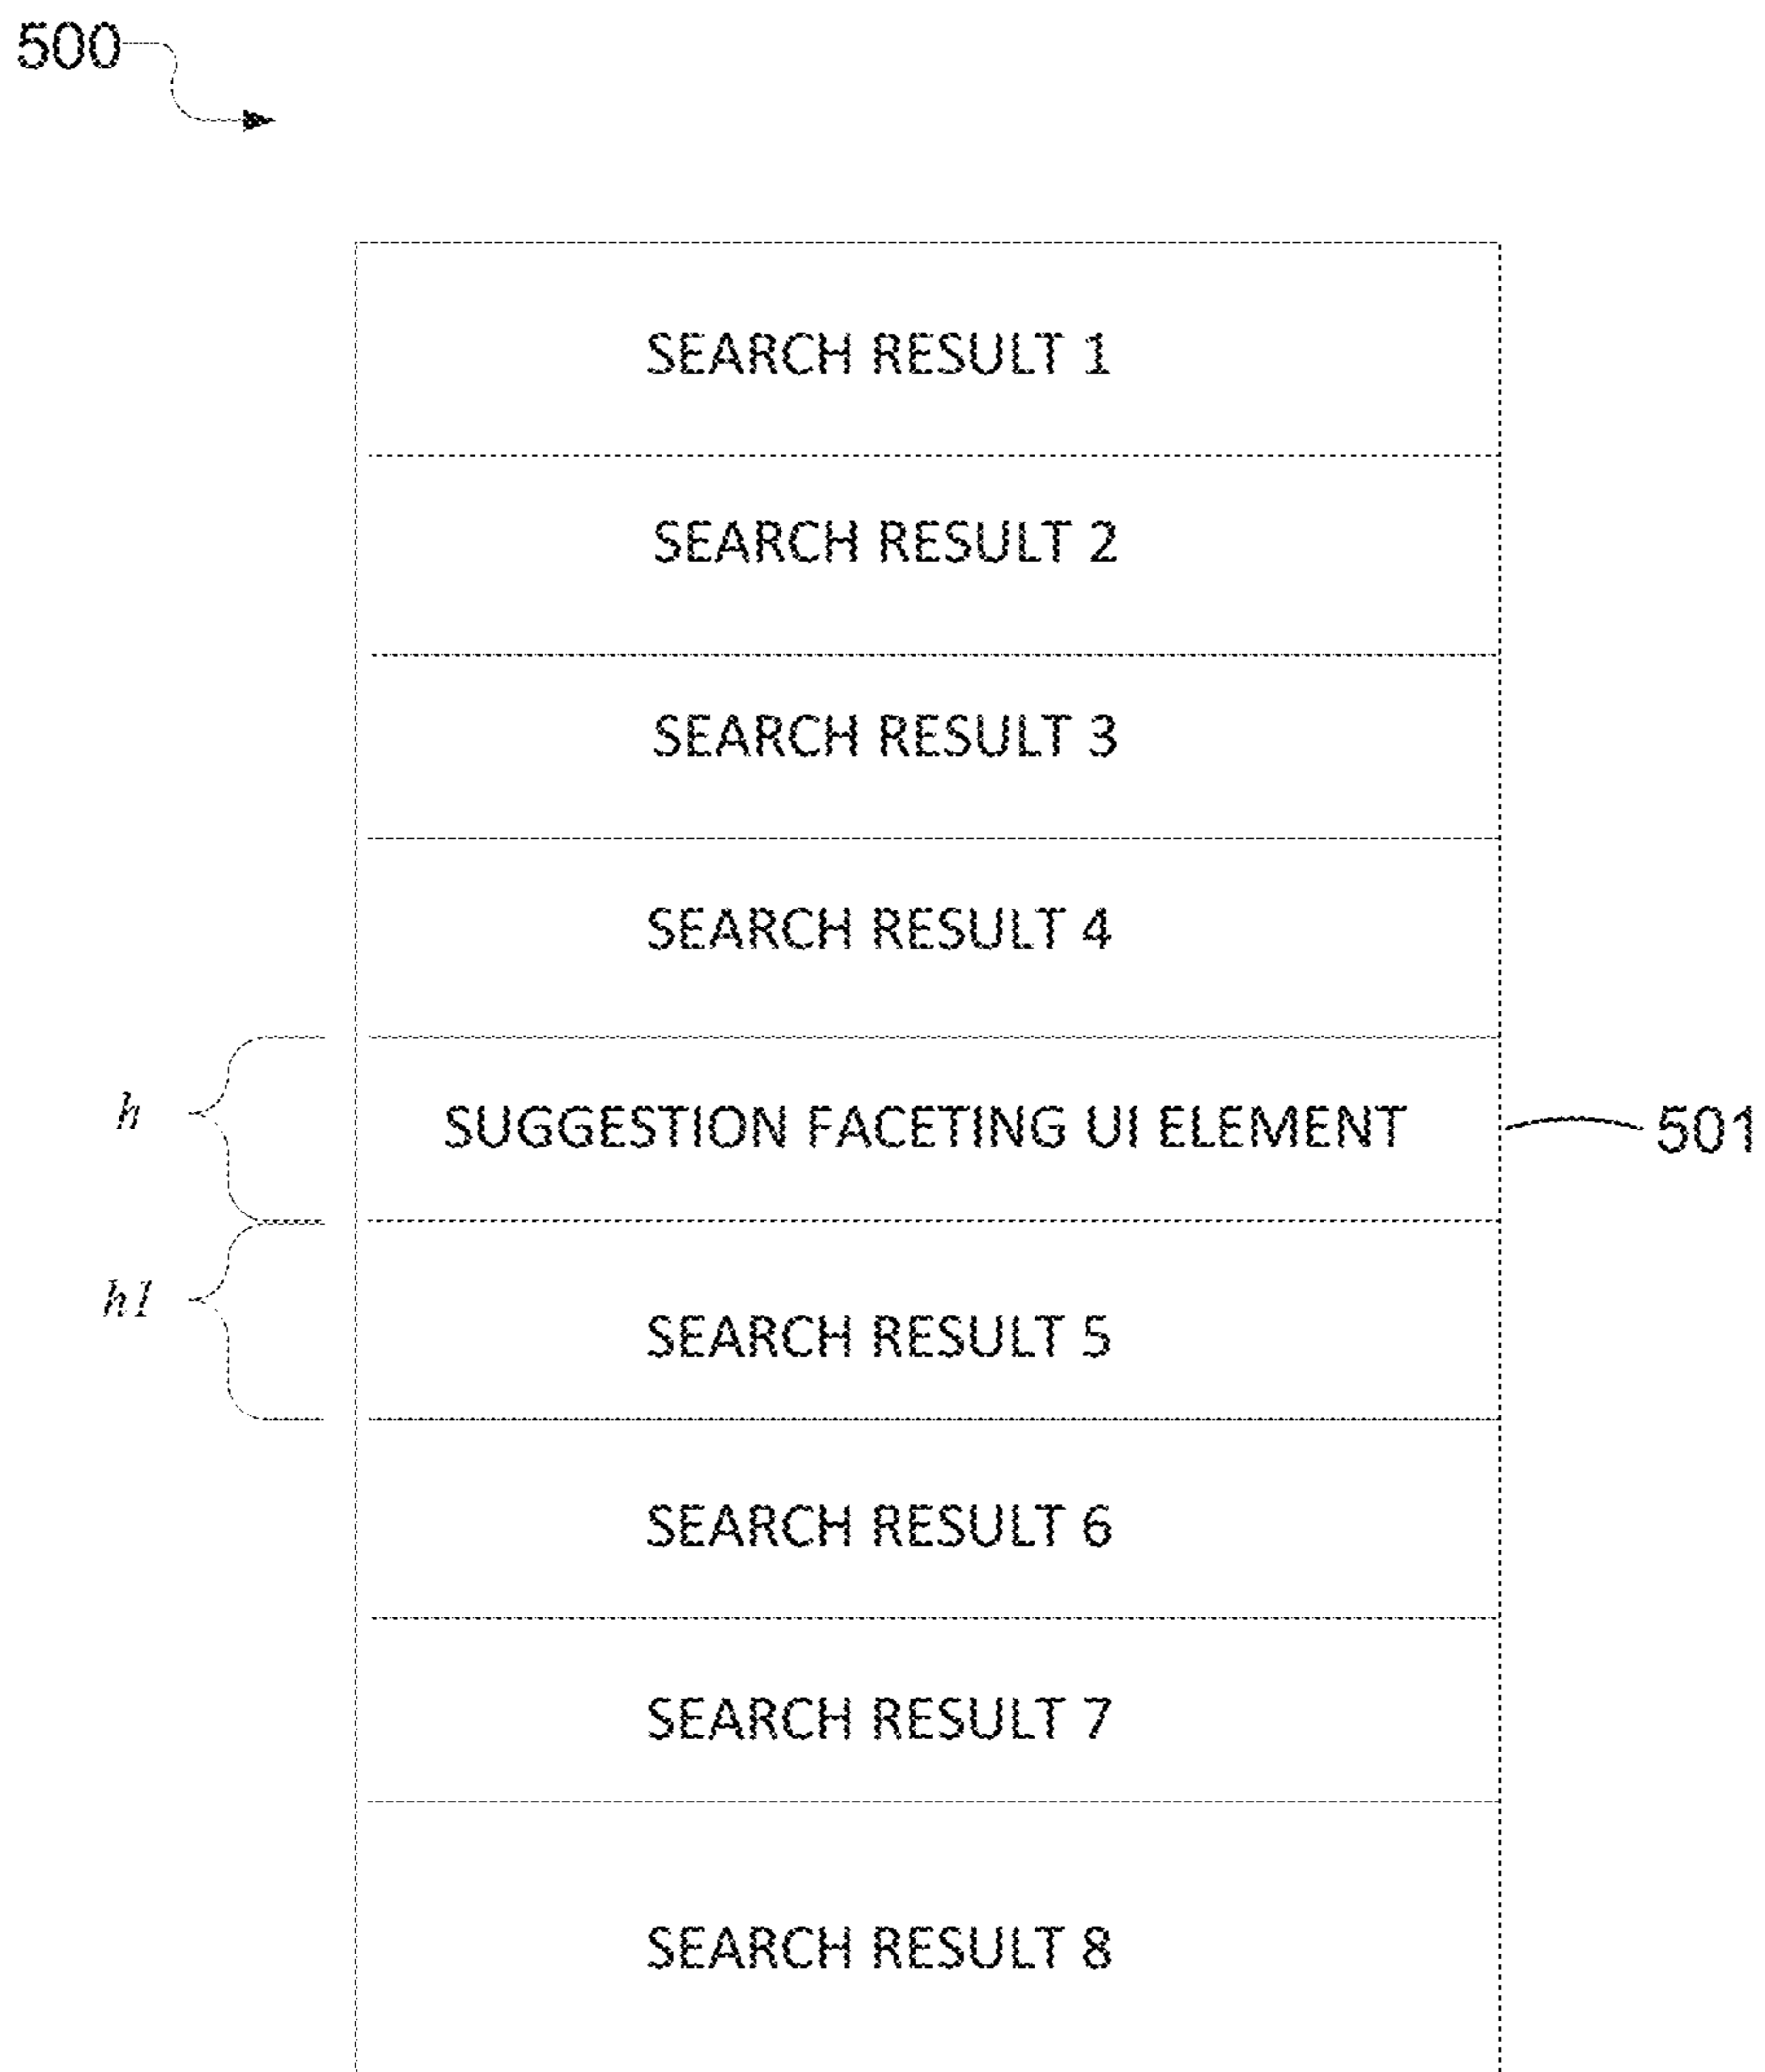 500
SEARCH RESULT 1
SEARCH RESULT 2
SEARCH RESULT 3
SEARCH RESULT 4
h
SUGGESTION FACETING UI ELEMENT
501
h1
SEARCH RESULT 5
SEARCH RESULT 6
SEARCH RESULT 7
SEARCH RESULT 8